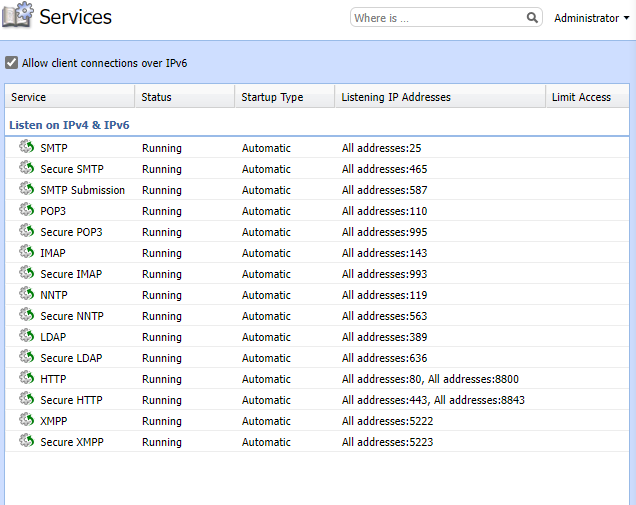 Services
Where is ...
Administrator
Allow client connections over IPv6
Service Status Startup Type Listening IP Addresses Limit Access
Listen on IPv4 & IPv6
SMTP Running Automatic All addresses:25
Secure SMTP Running Automatic All addresses:465
SMTP Submission Running Automatic All addresses:587
POP3 Running Automatic All addresses:110
Secure POP3 Running Automatic All addresses:995
IMAP Running Automatic All addresses:143
Secure IMAP Running Automatic All addresses:993
NNTP Running Automatic All addresses:119
Secure NNTP Running Automatic All addresses:563
LDAP Running Automatic All addresses:389
Secure LDAP Running Automatic All addresses:636
HTTP Running Automatic All addresses:80, All addresses:8800
Secure HTTP Running Automatic All addresses:443, All addresses:8843
XMPP Running Automatic All addresses:5222
Secure XMPP Running Automatic All addresses:5223